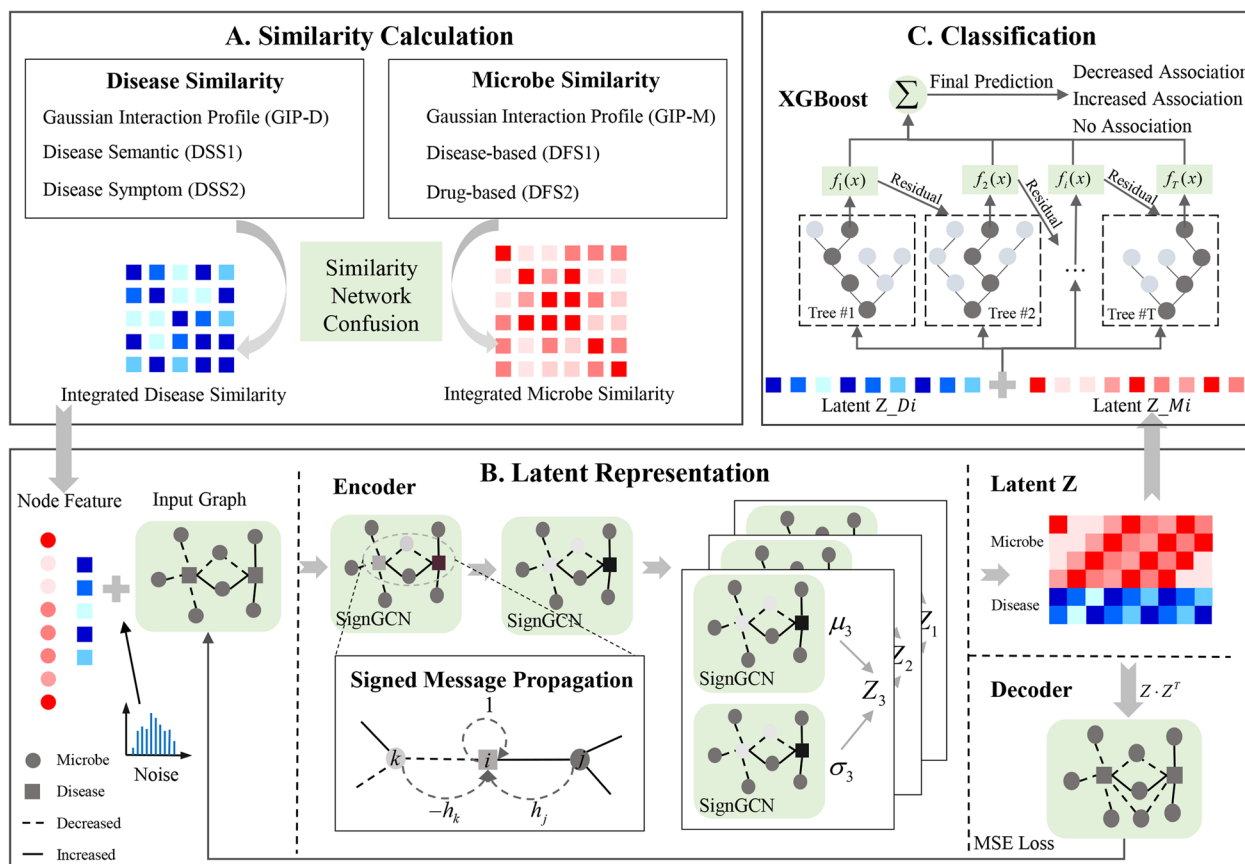 A. Similarity Calculation
Disease Similarity
Gaussian Interaction Profile (GIP-D)
Disease Semantic (DSS1)
Disease Symptom (DSS2)
Microbe Similarity
Gaussian Interaction Profile (GIP-M)
Disease-based (DFS1)
Drug-based (DFS2)
Similarity
Network
Confusion
Integrated Disease Similarity
Integrated Microbe Similarity
C. Classification
XGBoost
∑
Final Prediction
Decreased Association
Increased Association
No Association
f₁(x)
Residual
f₂(x)
Residual
fᵢ(x)
Residual
f_T(x)
Tree #1
Tree #2
...
Tree #T
Latent Z_Di
Latent Z_Mi
B. Latent Representation
Node Feature
Input Graph
Noise
Microbe
Disease
Decreased
Increased
Encoder
SignGCN
SignGCN
Signed Message Propagation
1
k
i
j
−h_k
h_j
SignGCN
μ₃
Z₃
σ₃
SignGCN
Z₂
Z₁
Latent Z
Microbe
Disease
Decoder
Z · Zᵀ
MSE Loss